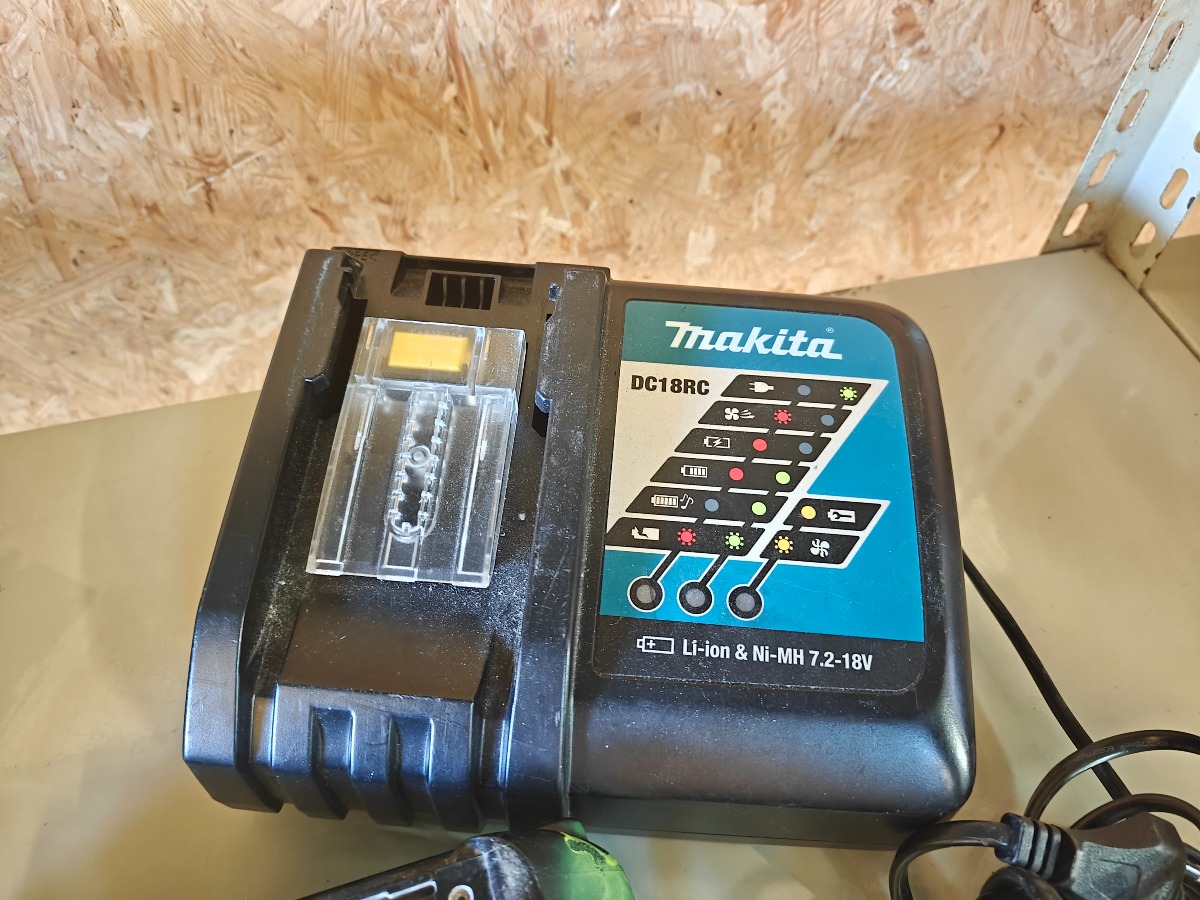 makita®
DC18RC
Li-ion & Ni-MH 7.2-18V